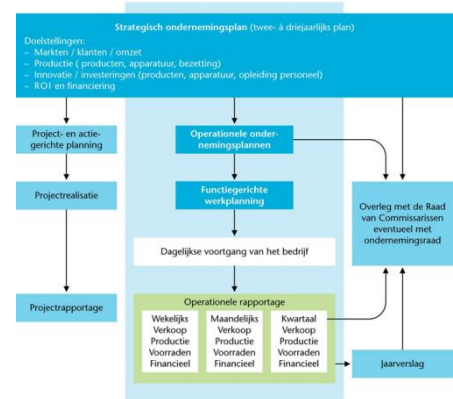 Strategisch ondernemingsplan (twee- à driejaarlijks plan)
Doelstellingen:
– Markten / klanten / omzet
– Productie ( producten, apparatuur, bezetting)
– Innovatie / investeringen (producten, apparatuur, opleiding personeel)
– ROI en financiering
Project- en actie-
gerichte planning
Operationele onder-
nemingsplannen
Projectrealisatie
Functiegerichte
werkplanning
Overleg met de Raad
van Commissarissen
eventueel met
ondernemingsraad
Dagelijkse voortgang van het bedrijf
Projectrapportage
Operationele rapportage
Wekelijks
Verkoop
Productie
Voorraden
Financieel
Maandelijks
Verkoop
Productie
Voorraden
Financieel
Kwartaal
Verkoop
Productie
Voorraden
Financieel
Jaarverslag